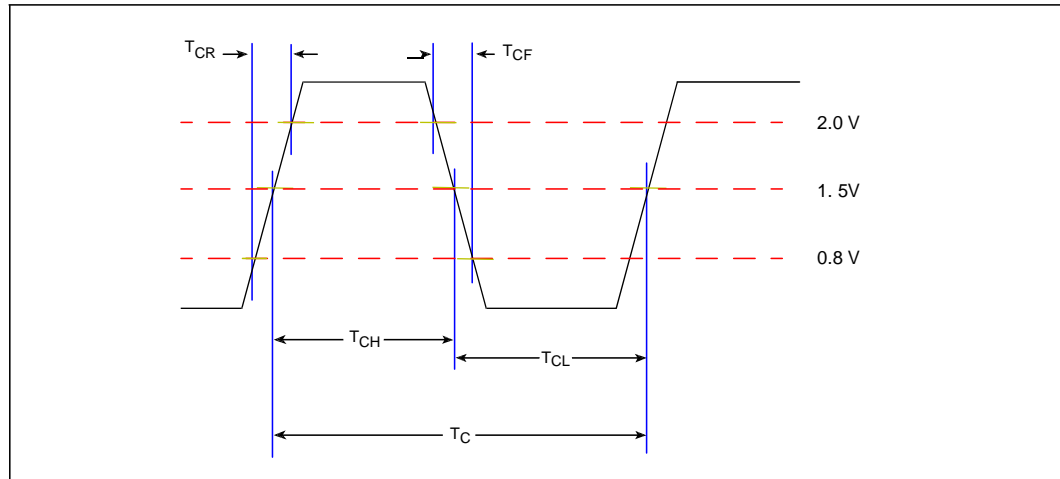 TCR
TCF
2.0 V
1. 5V
0.8 V
TCH
TCL
TC